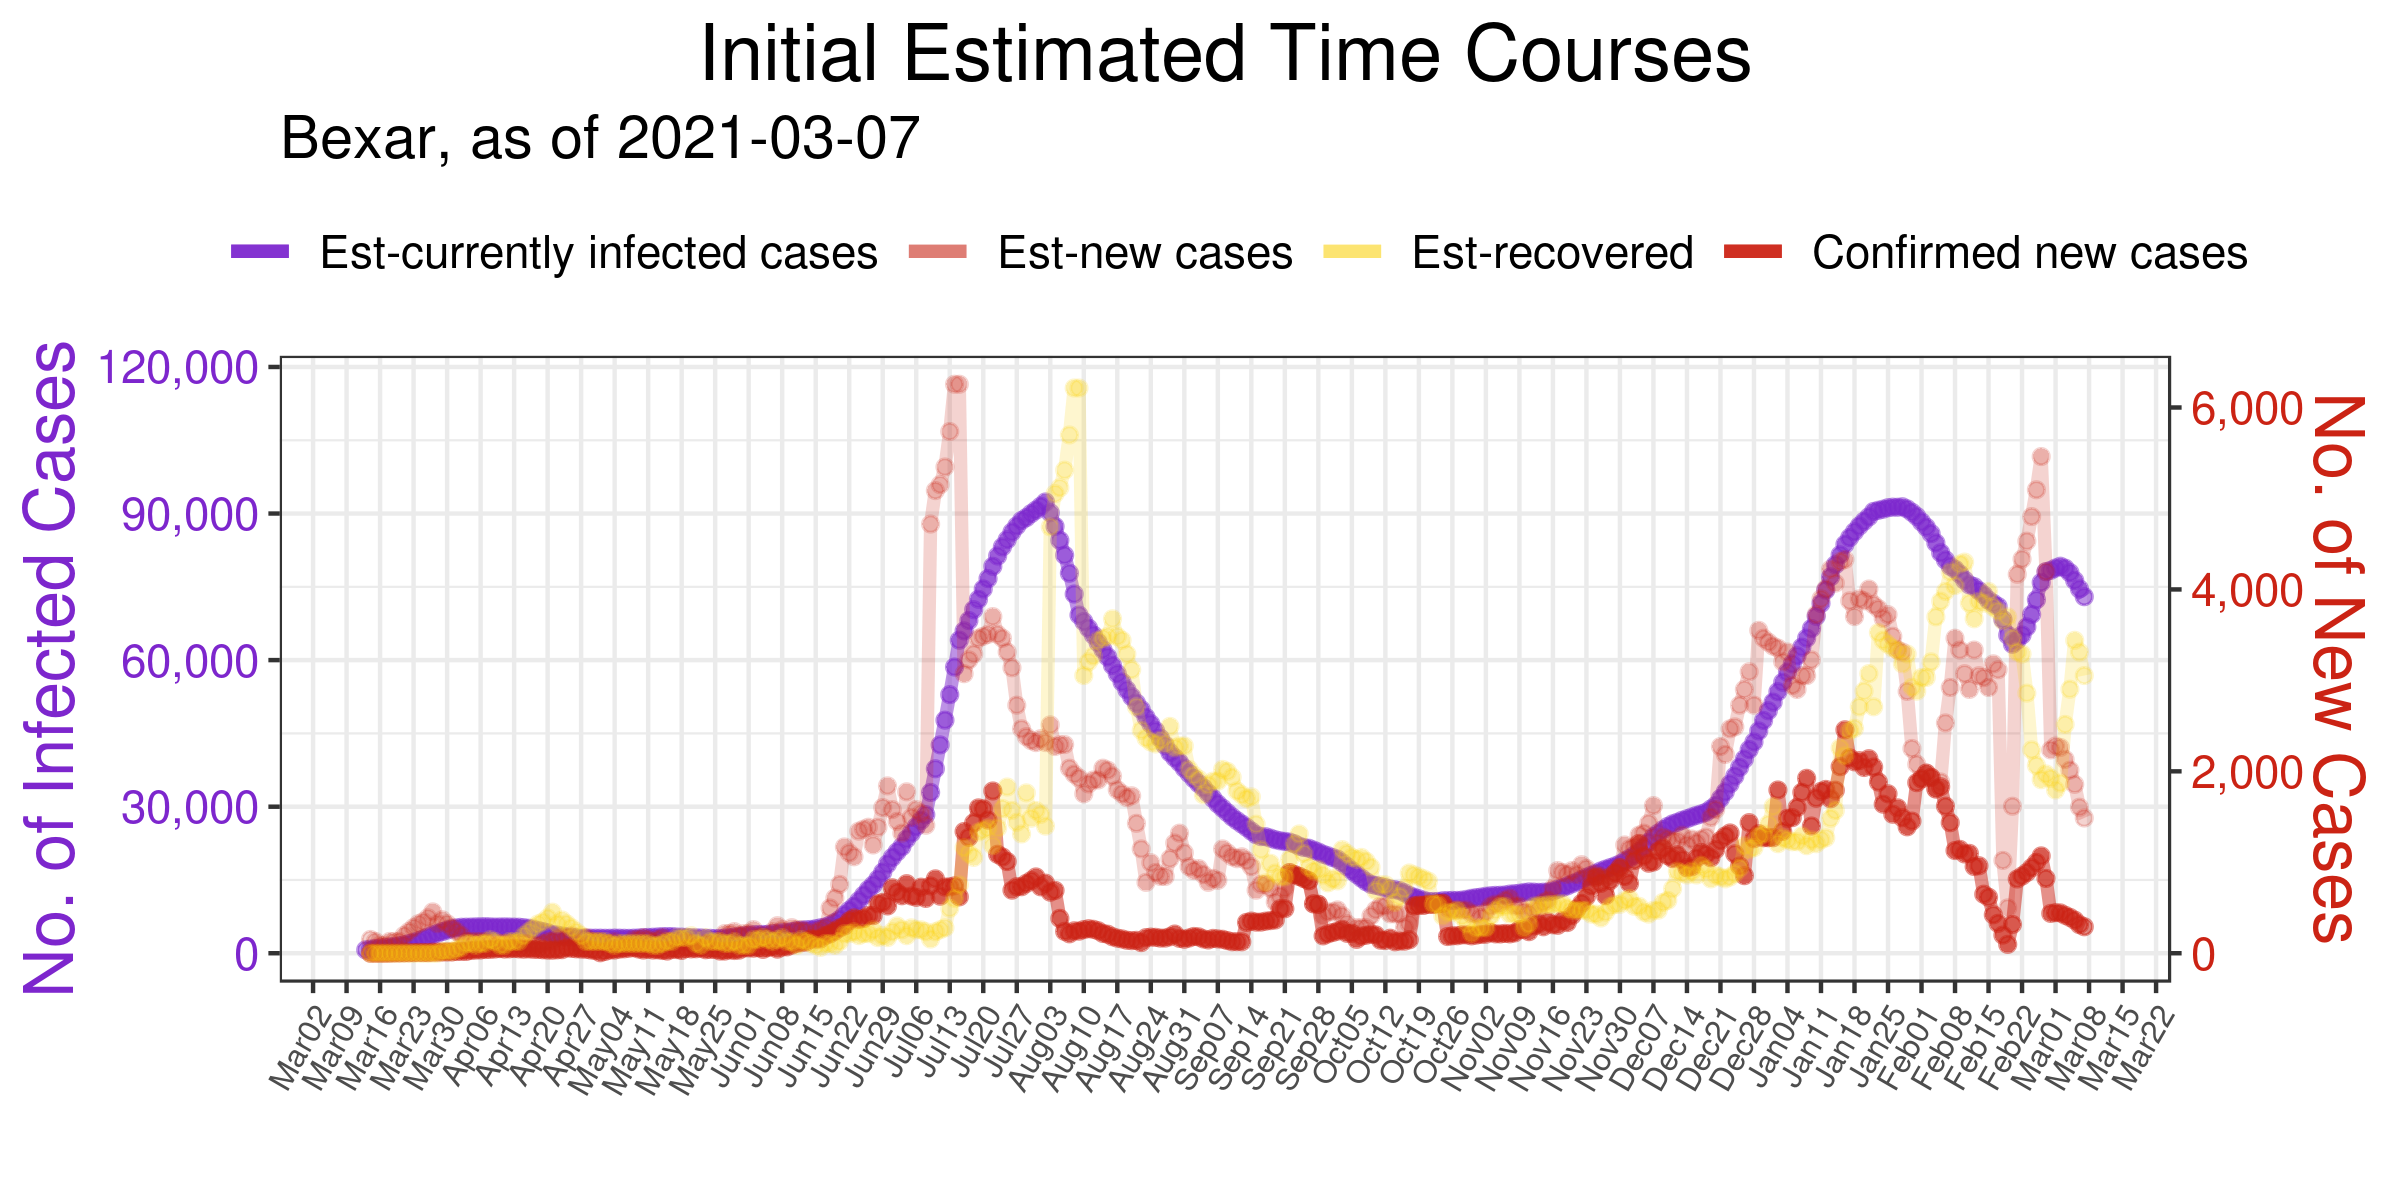 Initial Estimated Time Courses
Bexar, as of 2021-03-07
Est-currently infected cases Est-new cases Est-recovered Confirmed new cases
No. of Infected Cases
120,000
90,000
60,000
30,000
0
6,000
4,000
2,000
0
No. of New Cases
Mar02 Mar09 Mar16 Mar23 Mar30 Apr06 Apr13 Apr20 Apr27 May04 May11 May18 May25 Jun01 Jun08 Jun15 Jun22 Jun29 Jul06 Jul13 Jul20 Jul27 Aug03 Aug10 Aug17 Aug24 Aug31 Sep07 Sep14 Sep21 Sep28 Oct05 Oct12 Oct19 Oct26 Nov02 Nov09 Nov16 Nov23 Nov30 Dec07 Dec14 Dec21 Dec28 Jan04 Jan11 Jan18 Jan25 Feb01 Feb08 Feb15 Feb22 Mar01 Mar08 Mar15 Mar22